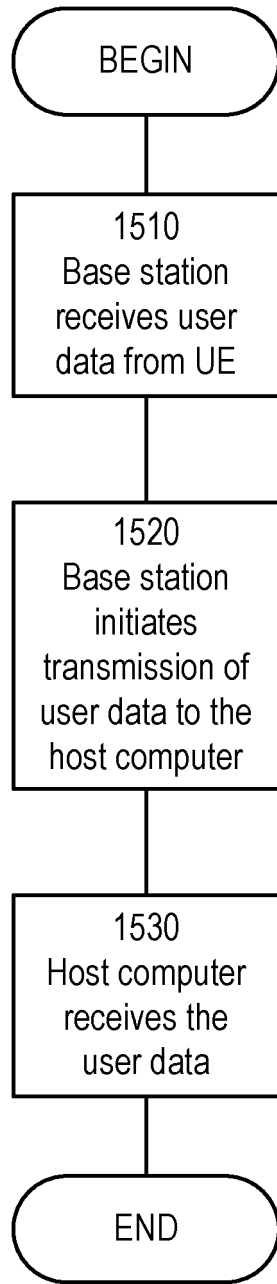 BEGIN
1510
Base station
receives user
data from UE
1520
Base station
initiates
transmission of
user data to the
host computer
1530
Host computer
receives the
user data
END